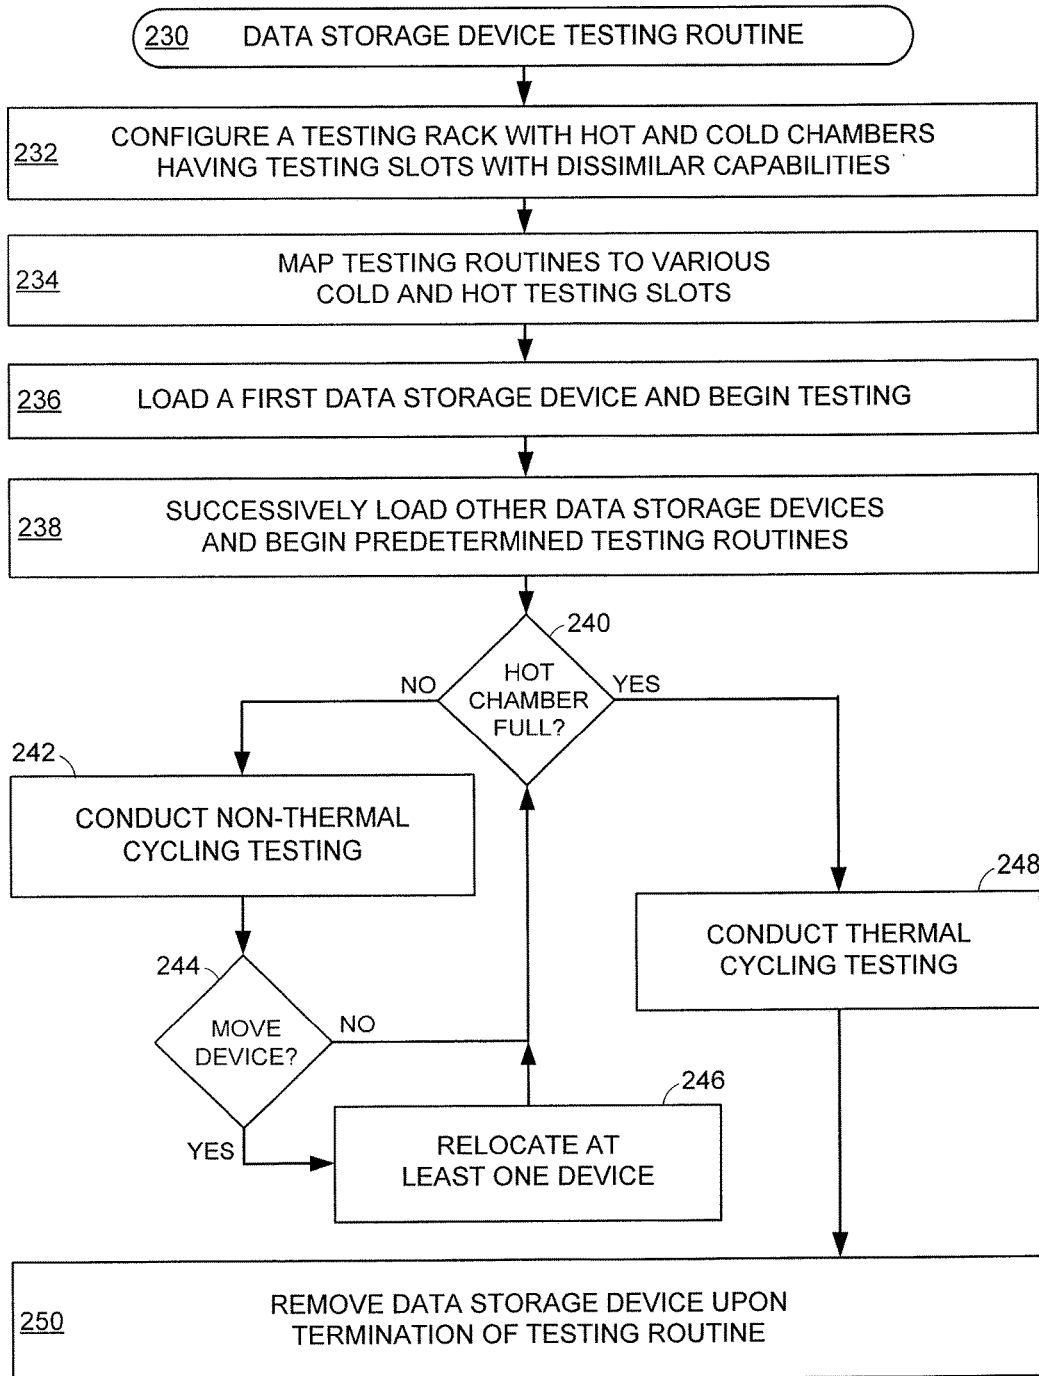 230 DATA STORAGE DEVICE TESTING ROUTINE
232
CONFIGURE A TESTING RACK WITH HOT AND COLD CHAMBERS
HAVING TESTING SLOTS WITH DISSIMILAR CAPABILITIES
234
MAP TESTING ROUTINES TO VARIOUS
COLD AND HOT TESTING SLOTS
236 LOAD A FIRST DATA STORAGE DEVICE AND BEGIN TESTING
238
SUCCESSIVELY LOAD OTHER DATA STORAGE DEVICES
AND BEGIN PREDETERMINED TESTING ROUTINES
240
HOT
CHAMBER
FULL?
NO
YES
242
CONDUCT NON-THERMAL
CYCLING TESTING
248
CONDUCT THERMAL
CYCLING TESTING
244
MOVE
DEVICE?
NO
YES
246
RELOCATE AT
LEAST ONE DEVICE
250
REMOVE DATA STORAGE DEVICE UPON
TERMINATION OF TESTING ROUTINE